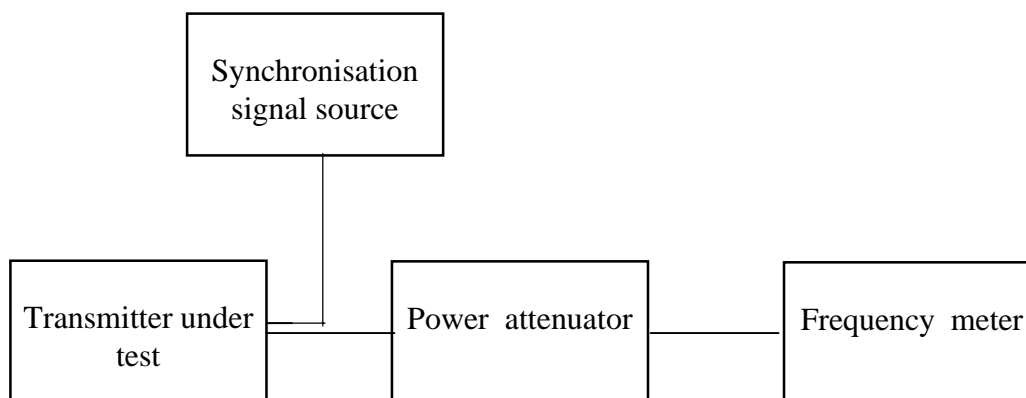 Synchronisation
signal source
Transmitter under
test
Power attenuator
Frequency meter